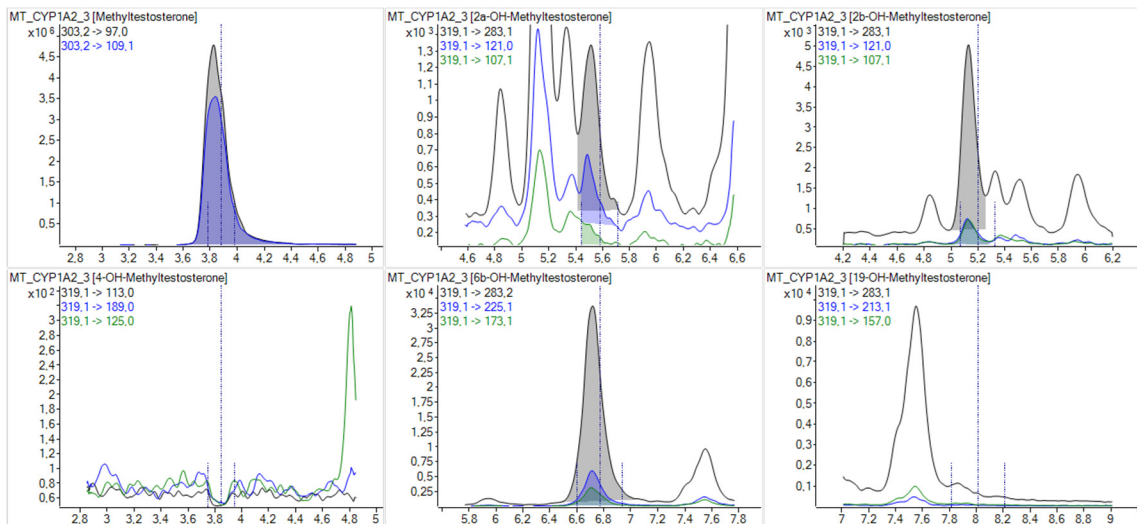 MT_CYP1A2_3 [Methyltestosterone]
x10 6
303,2 -> 97,0
303,2 -> 109,1
4,5
4
3,5
3
2,5
2
1,5
1
0,5
2,8 3 3,2 3,4 3,6 3,8 4 4,2 4,4 4,6 4,8 5
MT_CYP1A2_3 [2a-OH-Methyltestosterone]
x10 3
319,1 -> 283,1
319,1 -> 121,0
319,1 -> 107,1
1,3
1,2
1,1
1
0,9
0,8
0,7
0,6
0,5
0,4
0,3
0,2
4,6 4,8 5 5,2 5,4 5,6 5,8 6 6,2 6,4 6,6
MT_CYP1A2_3 [2b-OH-Methyltestosterone]
x10 3
319,1 -> 283,1
319,1 -> 121,0
319,1 -> 107,1
5
4,5
4
3,5
3
2,5
2
1,5
1
0,5
4,2 4,4 4,6 4,8 5 5,2 5,4 5,6 5,8 6 6,2
MT_CYP1A2_3 [4-OH-Methyltestosterone]
x10 2
319,1 -> 113,0
319,1 -> 189,0
319,1 -> 125,0
3
2,8
2,6
2,4
2,2
2
1,8
1,6
1,4
1,2
1
0,8
0,6
2,8 3 3,2 3,4 3,6 3,8 4 4,2 4,4 4,6 4,8 5
MT_CYP1A2_3 [6b-OH-Methyltestosterone]
x10 4
319,1 -> 283,2
319,1 -> 225,1
319,1 -> 173,1
3,25
3
2,75
2,5
2,25
2
1,75
1,5
1,25
1
0,75
0,5
0,25
5,8 6 6,2 6,4 6,6 6,8 7 7,2 7,4 7,6 7,8
MT_CYP1A2_3 [19-OH-Methyltestosterone]
x10 4
319,1 -> 283,1
319,1 -> 213,1
319,1 -> 157,0
0,9
0,8
0,7
0,6
0,5
0,4
0,3
0,2
0,1
7 7,2 7,4 7,6 7,8 8 8,2 8,4 8,6 8,8 9